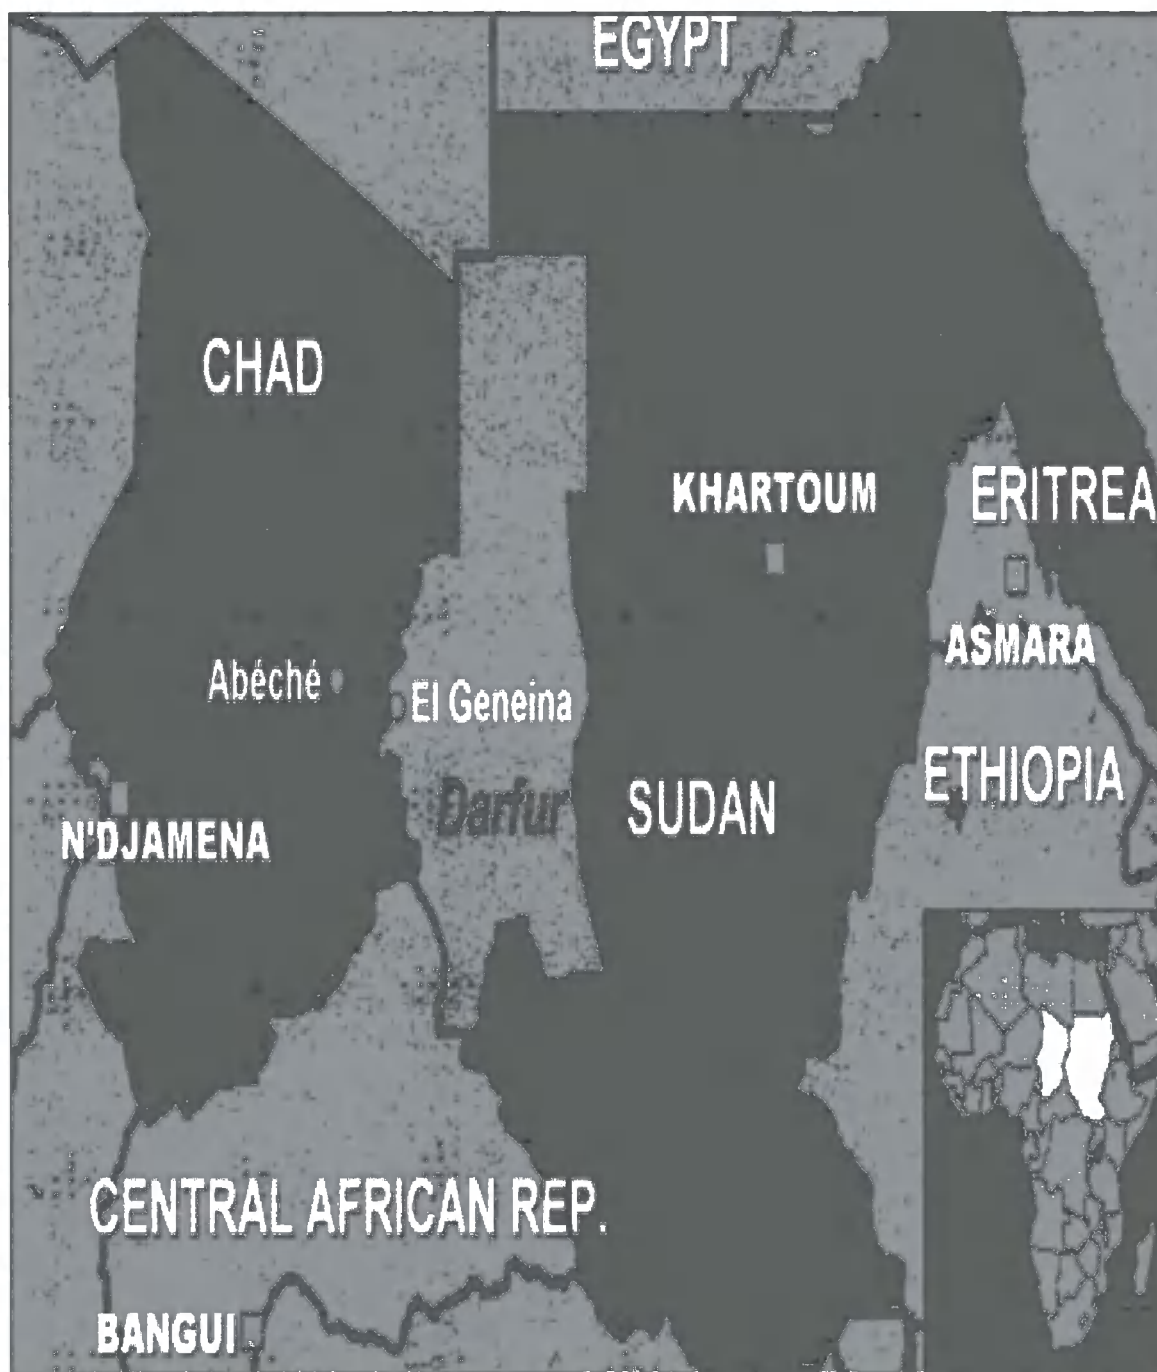 EGYPT
CHAD
KHARTOUM
ERITREA
ASMARA
Abéché
El Geneina
ETHIOPIA
Darfur
SUDAN
N'DJAMENA
CENTRAL AFRICAN REP.
BANGUI